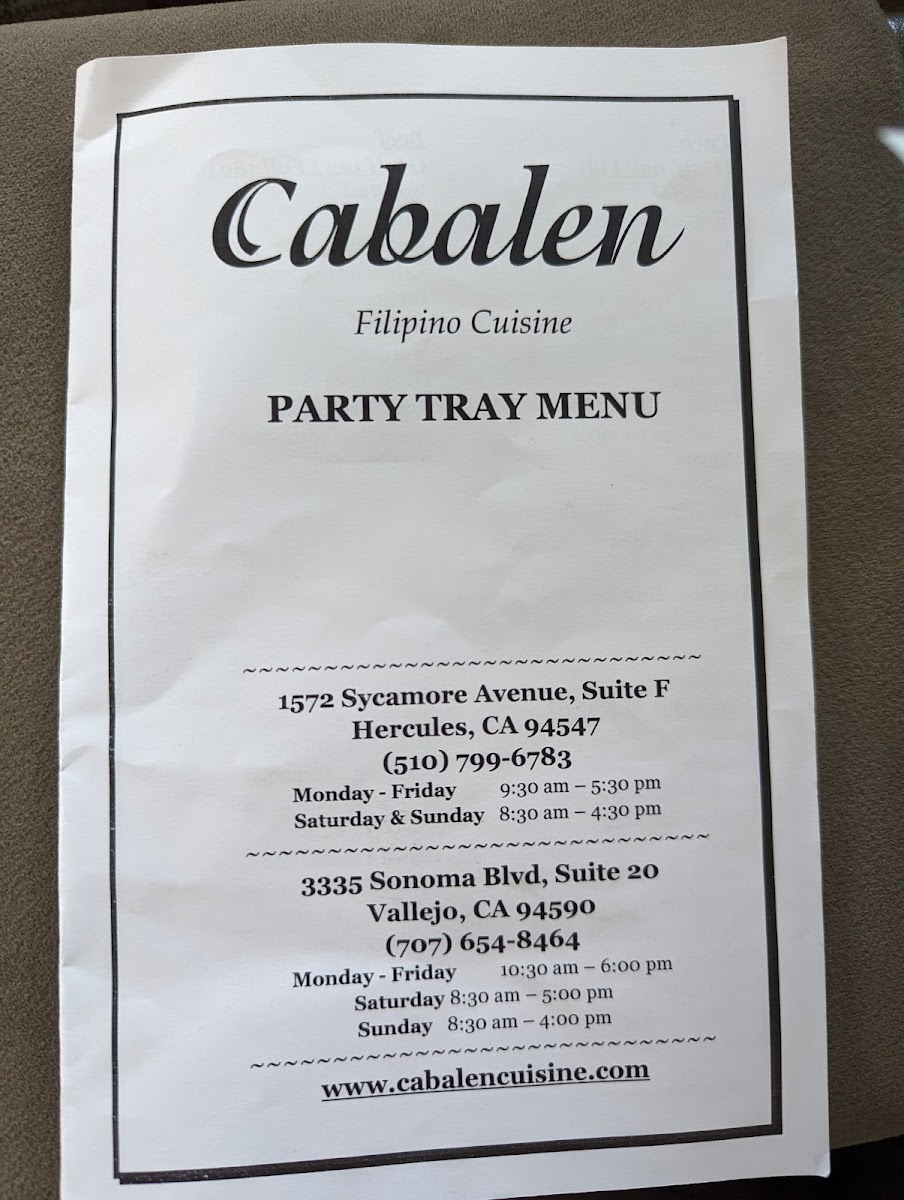 Cabalen
Filipino Cuisine
PARTY TRAY MENU
~~~~~~~~~~~~~~~~~~~~~~~~~~~~
1572 Sycamore Avenue, Suite F
Hercules, CA 94547
(510) 799-6783
Monday - Friday 9:30 am – 5:30 pm
Saturday & Sunday 8:30 am – 4:30 pm
~~~~~~~~~~~~~~~~~~~~~~~~~~~~
3335 Sonoma Blvd, Suite 20
Vallejo, CA 94590
(707) 654-8464
Monday - Friday 10:30 am – 6:00 pm
Saturday 8:30 am – 5:00 pm
Sunday 8:30 am – 4:00 pm
~~~~~~~~~~~~~~~~~~~~~~~~~~~~
www.cabalencuisine.com